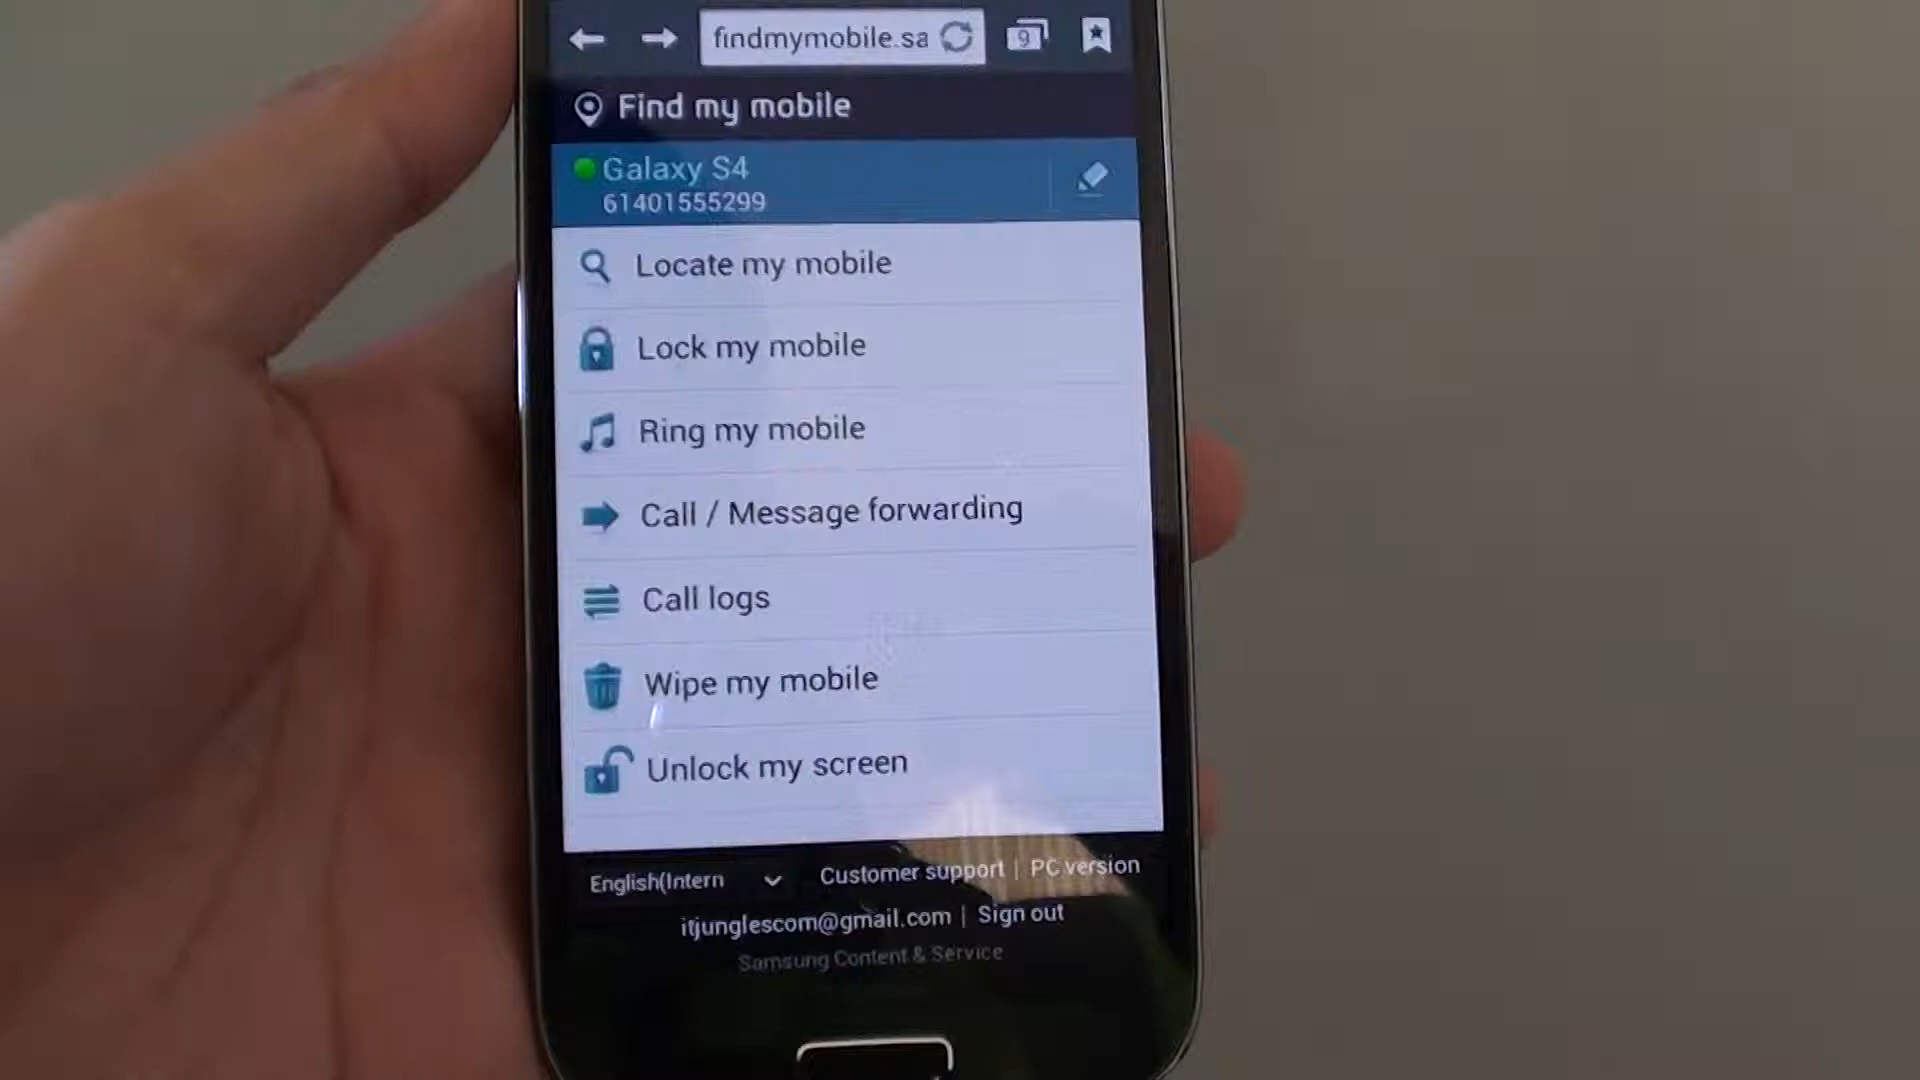 findmymobile.sa
9
Find my mobile
Galaxy S4
61401555299
Locate my mobile
Lock my mobile
Ring my mobile
Call / Message forwarding
Call logs
Wipe my mobile
Unlock my screen
English(Intern
Customer support | PC version
itjunglescom@gmail.com | Sign out
Samsung Content & Service